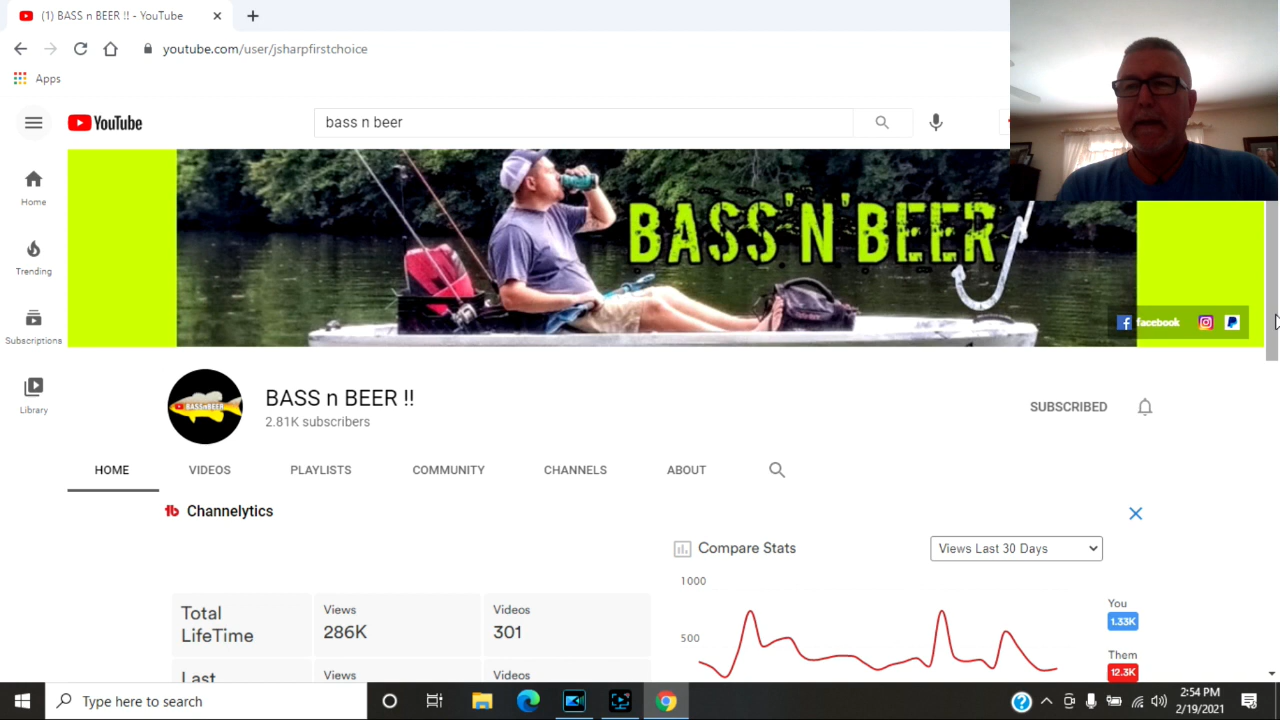 (1) BASS n BEER !! - YouTube
youtube.com/user/jsharpfirstchoice
Apps
YouTube
bass n beer
BASS'N'BEER
facebook
Home
Trending
Subscriptions
Library
BASSnBEER
BASS n BEER !!
2.81K subscribers
SUBSCRIBED
HOME VIDEOS PLAYLISTS COMMUNITY CHANNELS ABOUT
tb Channelytics
Compare Stats
Views Last 30 Days
1000
500
You
1.33K
Them
12.3K
Total LifeTime
Views
286K
Videos
301
Last
Views
Videos
Type here to search
2:54 PM
2/19/2021